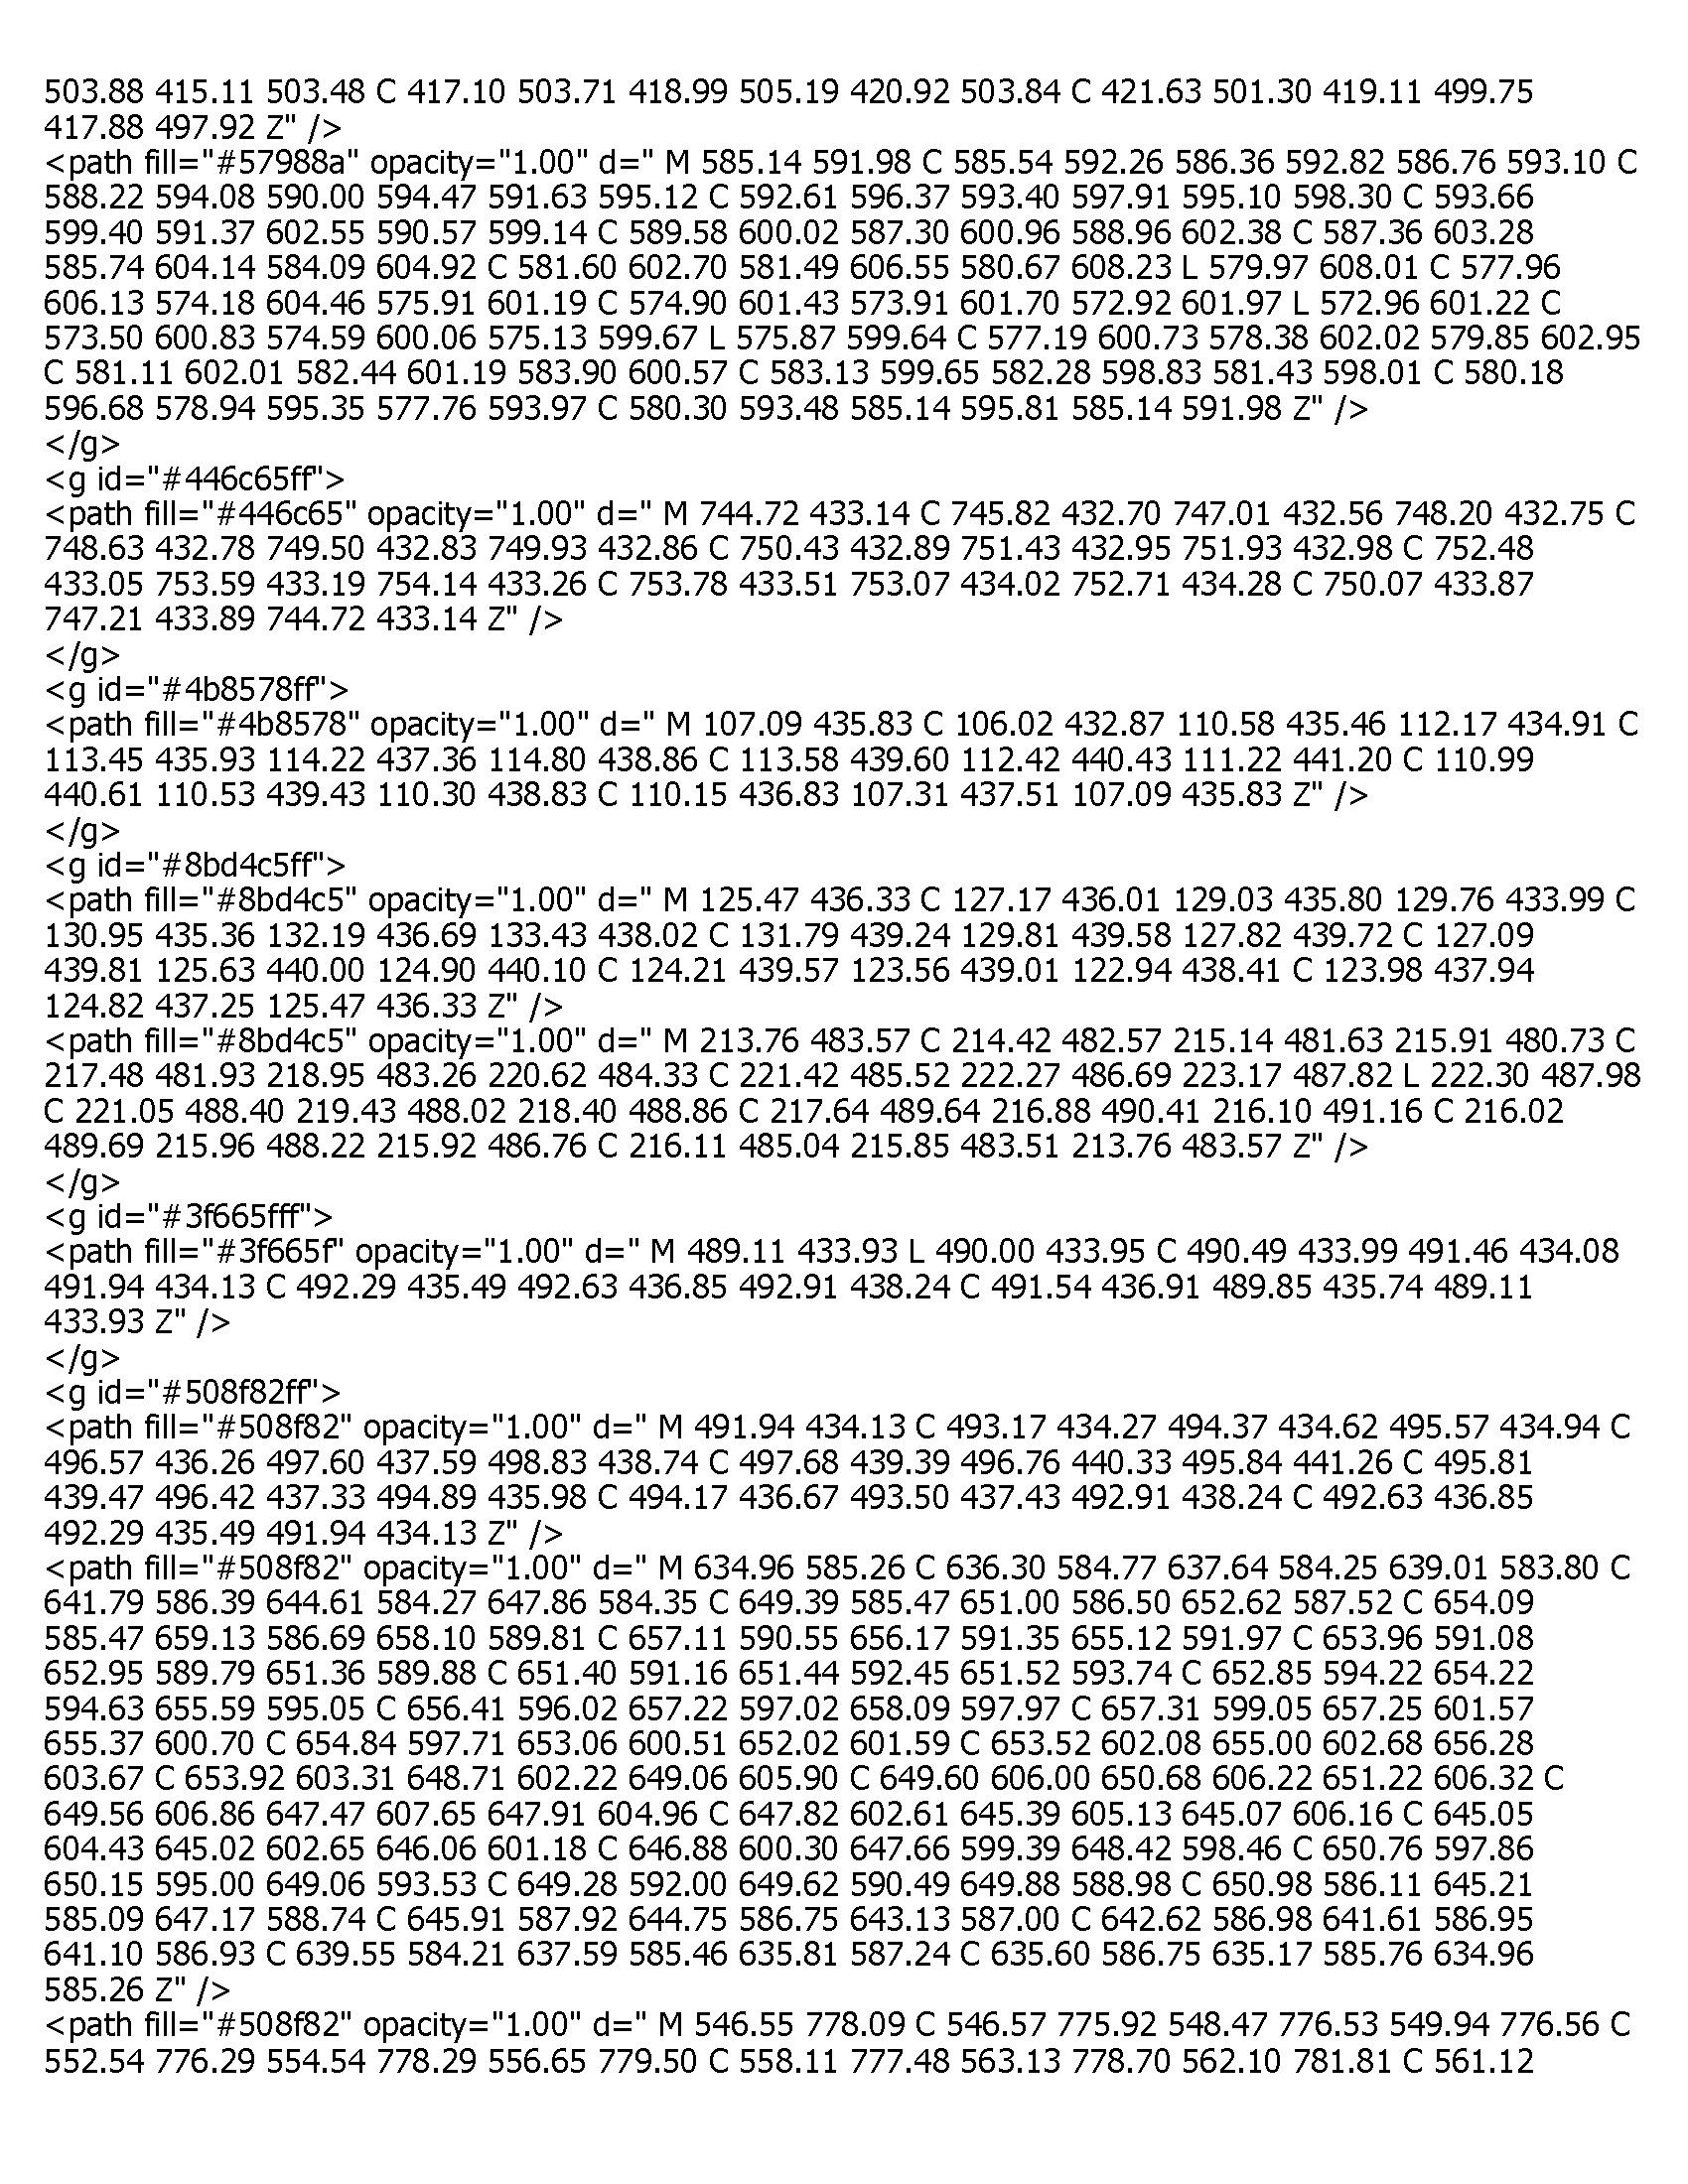 503.88 415.11 503.48 C 417.10 503.71 418.99 505.19 420.92 503.84 C 421.63 501.30 419.11 499.75
417.88 497.92 Z" />
<path fill="#57988a" opacity="1.00" d=" M 585.14 591.98 C 585.54 592.26 586.36 592.82 586.76 593.10 C
588.22 594.08 590.00 594.47 591.63 595.12 C 592.61 596.37 593.40 597.91 595.10 598.30 C 593.66
599.40 591.37 602.55 590.57 599.14 C 589.58 600.02 587.30 600.96 588.96 602.38 C 587.36 603.28
585.74 604.14 584.09 604.92 C 581.60 602.70 581.49 606.55 580.67 608.23 L 579.97 608.01 C 577.96
606.13 574.18 604.46 575.91 601.19 C 574.90 601.43 573.91 601.70 572.92 601.97 L 572.96 601.22 C
573.50 600.83 574.59 600.06 575.13 599.67 L 575.87 599.64 C 577.19 600.73 578.38 602.02 579.85 602.95
C 581.11 602.01 582.44 601.19 583.90 600.57 C 583.13 599.65 582.28 598.83 581.43 598.01 C 580.18
596.68 578.94 595.35 577.76 593.97 C 580.30 593.48 585.14 595.81 585.14 591.98 Z" />
</g>
<g id="#446c65ff">
<path fill="#446c65" opacity="1.00" d=" M 744.72 433.14 C 745.82 432.70 747.01 432.56 748.20 432.75 C
748.63 432.78 749.50 432.83 749.93 432.86 C 750.43 432.89 751.43 432.95 751.93 432.98 C 752.48
433.05 753.59 433.19 754.14 433.26 C 753.78 433.51 753.07 434.02 752.71 434.28 C 750.07 433.87
747.21 433.89 744.72 433.14 Z" />
</g>
<g id="#4b8578ff">
<path fill="#4b8578" opacity="1.00" d=" M 107.09 435.83 C 106.02 432.87 110.58 435.46 112.17 434.91 C
113.45 435.93 114.22 437.36 114.80 438.86 C 113.58 439.60 112.42 440.43 111.22 441.20 C 110.99
440.61 110.53 439.43 110.30 438.83 C 110.15 436.83 107.31 437.51 107.09 435.83 Z" />
</g>
<g id="#8bd4c5ff">
<path fill="#8bd4c5" opacity="1.00" d=" M 125.47 436.33 C 127.17 436.01 129.03 435.80 129.76 433.99 C
130.95 435.36 132.19 436.69 133.43 438.02 C 131.79 439.24 129.81 439.58 127.82 439.72 C 127.09
439.81 125.63 440.00 124.90 440.10 C 124.21 439.57 123.56 439.01 122.94 438.41 C 123.98 437.94
124.82 437.25 125.47 436.33 Z" />
<path fill="#8bd4c5" opacity="1.00" d=" M 213.76 483.57 C 214.42 482.57 215.14 481.63 215.91 480.73 C
217.48 481.93 218.95 483.26 220.62 484.33 C 221.42 485.52 222.27 486.69 223.17 487.82 L 222.30 487.98
C 221.05 488.40 219.43 488.02 218.40 488.86 C 217.64 489.64 216.88 490.41 216.10 491.16 C 216.02
489.69 215.96 488.22 215.92 486.76 C 216.11 485.04 215.85 483.51 213.76 483.57 Z" />
</g>
<g id="#3f665fff">
<path fill="#3f665f" opacity="1.00" d=" M 489.11 433.93 L 490.00 433.95 C 490.49 433.99 491.46 434.08
491.94 434.13 C 492.29 435.49 492.63 436.85 492.91 438.24 C 491.54 436.91 489.85 435.74 489.11
433.93 Z" />
</g>
<g id="#508f82ff">
<path fill="#508f82" opacity="1.00" d=" M 491.94 434.13 C 493.17 434.27 494.37 434.62 495.57 434.94 C
496.57 436.26 497.60 437.59 498.83 438.74 C 497.68 439.39 496.76 440.33 495.84 441.26 C 495.81
439.47 496.42 437.33 494.89 435.98 C 494.17 436.67 493.50 437.43 492.91 438.24 C 492.63 436.85
492.29 435.49 491.94 434.13 Z" />
<path fill="#508f82" opacity="1.00" d=" M 634.96 585.26 C 636.30 584.77 637.64 584.25 639.01 583.80 C
641.79 586.39 644.61 584.27 647.86 584.35 C 649.39 585.47 651.00 586.50 652.62 587.52 C 654.09
585.47 659.13 586.69 658.10 589.81 C 657.11 590.55 656.17 591.35 655.12 591.97 C 653.96 591.08
652.95 589.79 651.36 589.88 C 651.40 591.16 651.44 592.45 651.52 593.74 C 652.85 594.22 654.22
594.63 655.59 595.05 C 656.41 596.02 657.22 597.02 658.09 597.97 C 657.31 599.05 657.25 601.57
655.37 600.70 C 654.84 597.71 653.06 600.51 652.02 601.59 C 653.52 602.08 655.00 602.68 656.28
603.67 C 653.92 603.31 648.71 602.22 649.06 605.90 C 649.60 606.00 650.68 606.22 651.22 606.32 C
649.56 606.86 647.47 607.65 647.91 604.96 C 647.82 602.61 645.39 605.13 645.07 606.16 C 645.05
604.43 645.02 602.65 646.06 601.18 C 646.88 600.30 647.66 599.39 648.42 598.46 C 650.76 597.86
650.15 595.00 649.06 593.53 C 649.28 592.00 649.62 590.49 649.88 588.98 C 650.98 586.11 645.21
585.09 647.17 588.74 C 645.91 587.92 644.75 586.75 643.13 587.00 C 642.62 586.98 641.61 586.95
641.10 586.93 C 639.55 584.21 637.59 585.46 635.81 587.24 C 635.60 586.75 635.17 585.76 634.96
585.26 Z" />
<path fill="#508f82" opacity="1.00" d=" M 546.55 778.09 C 546.57 775.92 548.47 776.53 549.94 776.56 C
552.54 776.29 554.54 778.29 556.65 779.50 C 558.11 777.48 563.13 778.70 562.10 781.81 C 561.12